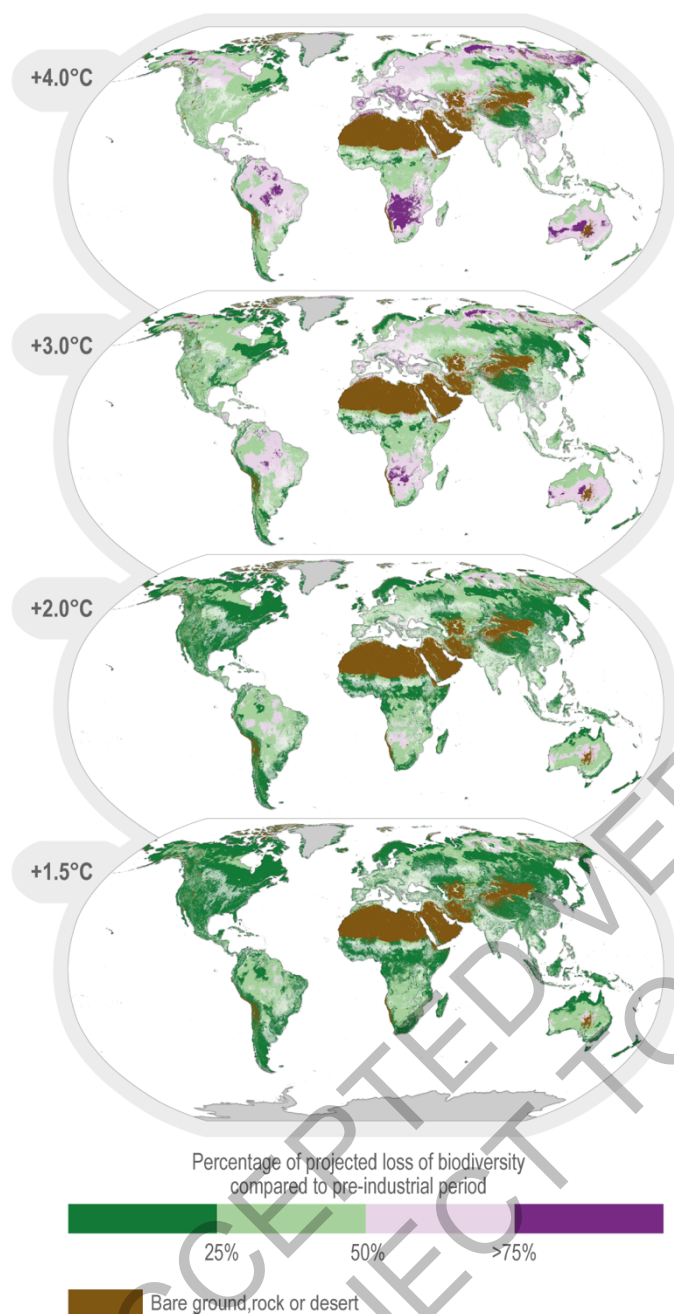 +4.0°C
+3.0°C
+2.0°C
+1.5°C
Percentage of projected loss of biodiversity
compared to pre-industrial period
25%
50%
>75%
Bare ground,rock or desert